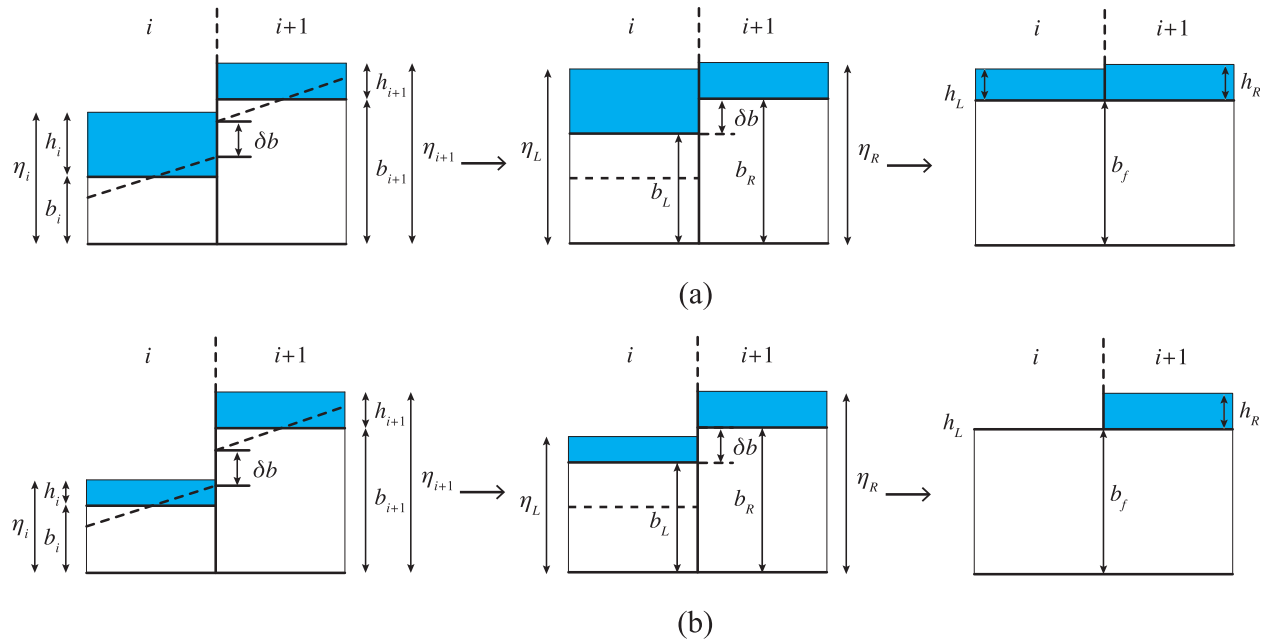 i i+1 i i+1 i i+1
η_i h_i b_i δb h_{i+1} b_{i+1} η_{i+1} η_L b_L δb b_R η_R h_L b_f h_R
(a)
i i+1 i i+1 i i+1
η_i h_i b_i δb h_{i+1} b_{i+1} η_{i+1} η_L b_L δb b_R η_R h_L b_f h_R
(b)